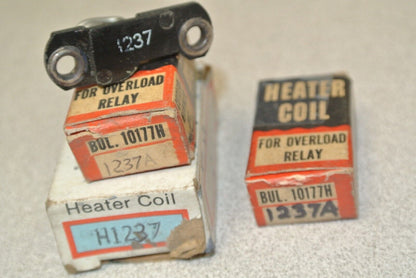 1237
FOR OVERLOAD
RELAY
BUL. 10177H
1237A
Heater Coil
H1237
HEATER
COIL
FOR OVERLOAD
RELAY
BUL. 10177H
1237A